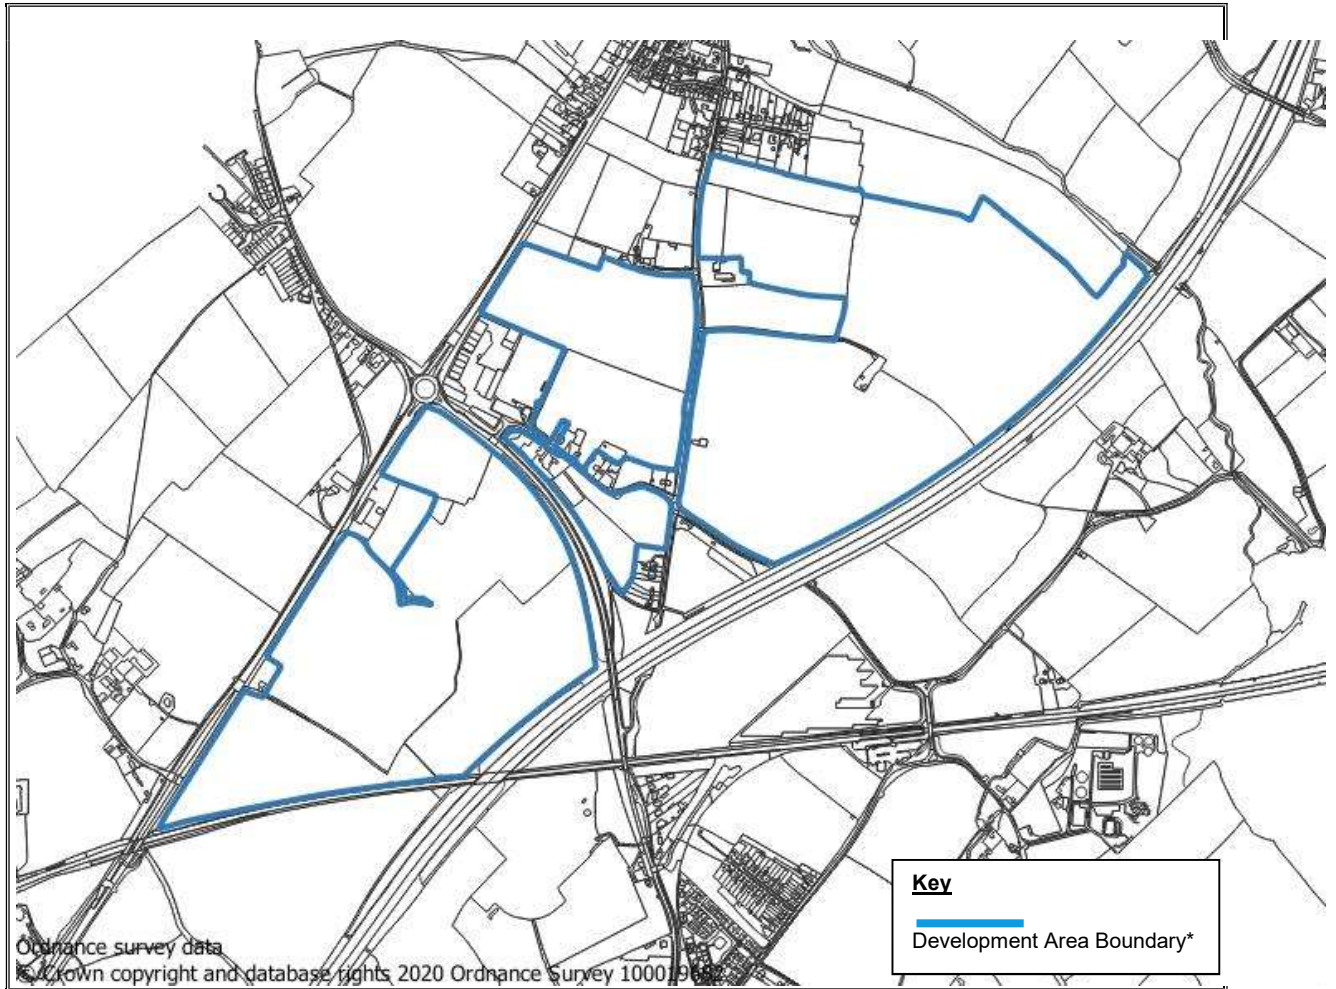 Key
Development Area Boundary*
Ordnance survey data
© Crown copyright and database rights 2020 Ordnance Survey